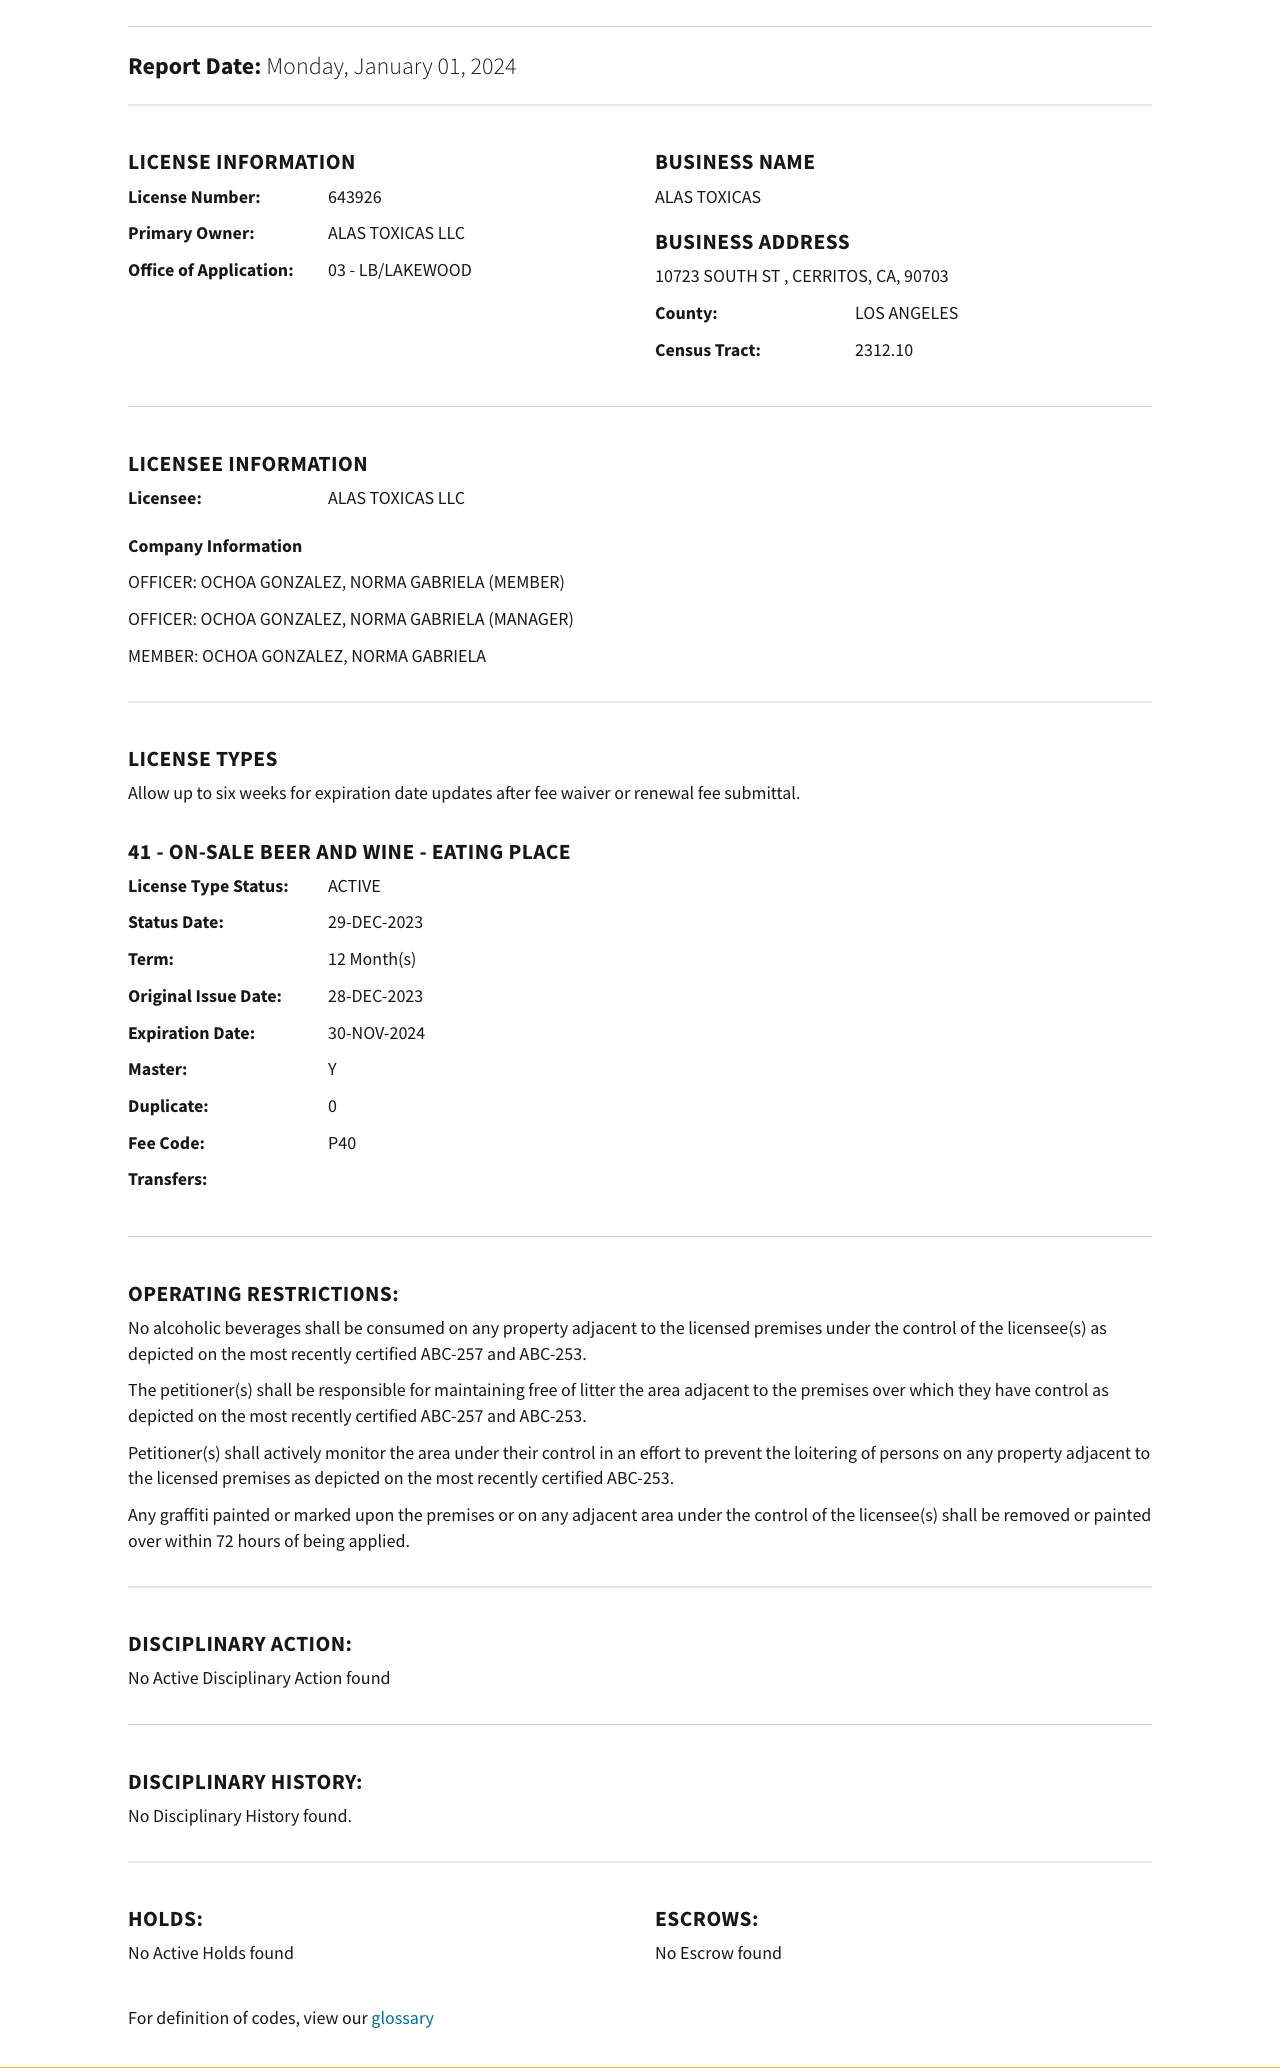 Report Date: Monday, January 01, 2024
LICENSE INFORMATION
License Number: 643926
Primary Owner: ALAS TOXICAS LLC
Office of Application: 03 - LB/LAKEWOOD
BUSINESS NAME
ALAS TOXICAS
BUSINESS ADDRESS
10723 SOUTH ST , CERRITOS, CA, 90703
County: LOS ANGELES
Census Tract: 2312.10
LICENSEE INFORMATION
Licensee: ALAS TOXICAS LLC
Company Information
OFFICER: OCHOA GONZALEZ, NORMA GABRIELA (MEMBER)
OFFICER: OCHOA GONZALEZ, NORMA GABRIELA (MANAGER)
MEMBER: OCHOA GONZALEZ, NORMA GABRIELA
LICENSE TYPES
Allow up to six weeks for expiration date updates after fee waiver or renewal fee submittal.
41 - ON-SALE BEER AND WINE - EATING PLACE
License Type Status: ACTIVE
Status Date: 29-DEC-2023
Term: 12 Month(s)
Original Issue Date: 28-DEC-2023
Expiration Date: 30-NOV-2024
Master: Y
Duplicate: 0
Fee Code: P40
Transfers:
OPERATING RESTRICTIONS:
No alcoholic beverages shall be consumed on any property adjacent to the licensed premises under the control of the licensee(s) as
depicted on the most recently certified ABC-257 and ABC-253.
The petitioner(s) shall be responsible for maintaining free of litter the area adjacent to the premises over which they have control as
depicted on the most recently certified ABC-257 and ABC-253.
Petitioner(s) shall actively monitor the area under their control in an effort to prevent the loitering of persons on any property adjacent to
the licensed premises as depicted on the most recently certified ABC-253.
Any graffiti painted or marked upon the premises or on any adjacent area under the control of the licensee(s) shall be removed or painted
over within 72 hours of being applied.
DISCIPLINARY ACTION:
No Active Disciplinary Action found
DISCIPLINARY HISTORY:
No Disciplinary History found.
HOLDS:
No Active Holds found
ESCROWS:
No Escrow found
For definition of codes, view our glossary